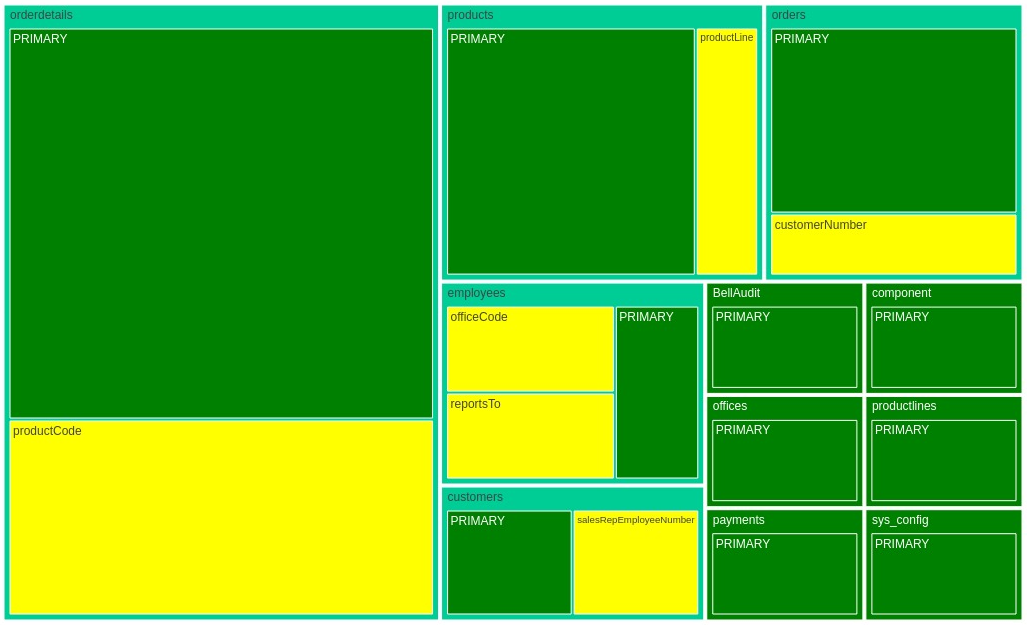 orderdetails
PRIMARY
productCode
products
PRIMARY
productLine
orders
PRIMARY
customerNumber
employees
officeCode
reportsTo
PRIMARY
customers
PRIMARY
salesRepEmployeeNumber
BellAudit
PRIMARY
component
PRIMARY
offices
PRIMARY
productlines
PRIMARY
payments
PRIMARY
sys_config
PRIMARY